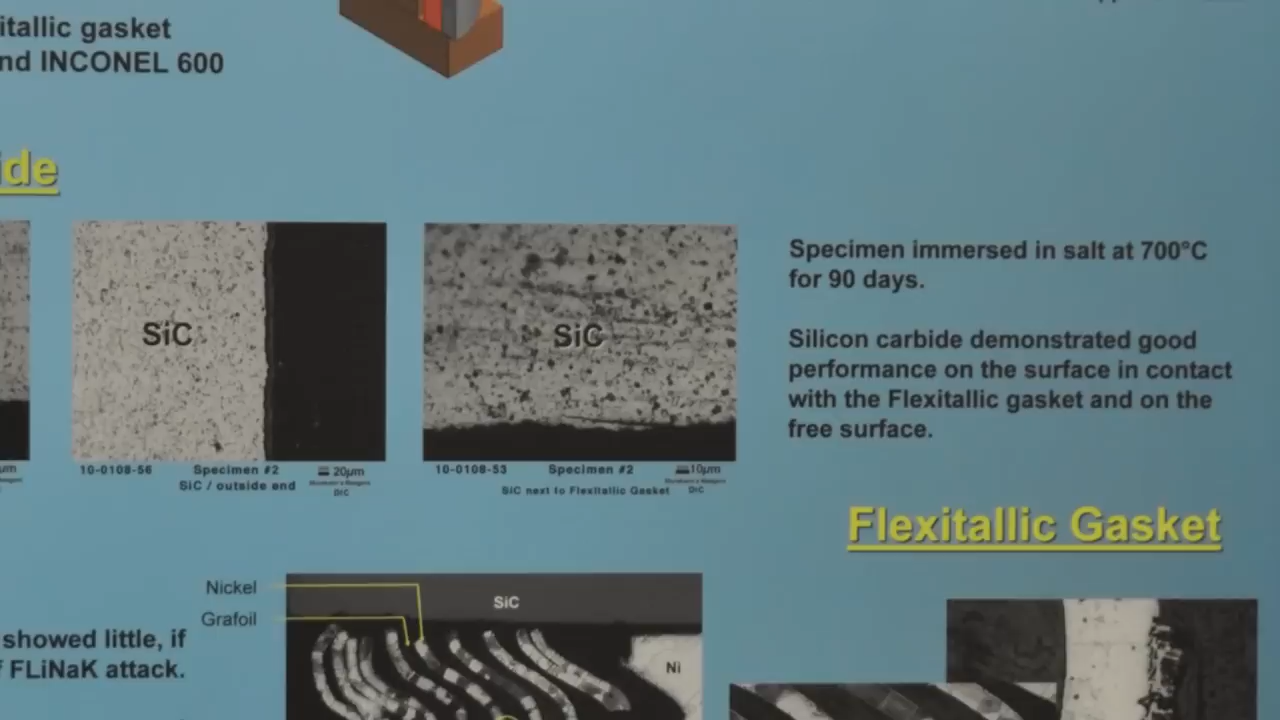 itallic gasket
nd INCONEL 600
ide
SiC
SiC
Specimen immersed in salt at 700°C
for 90 days.
Silicon carbide demonstrated good
performance on the surface in contact
with the Flexitallic gasket and on the
free surface.
10-0108-56 Specimen #2 20µm
SiC / outside end DIC
10-0108-53 Specimen #2 10µm
SiC next to Flexitallic Gasket DIC
Flexitallic Gasket
Nickel
Grafoil
SiC
Ni
showed little, if
f FLiNaK attack.